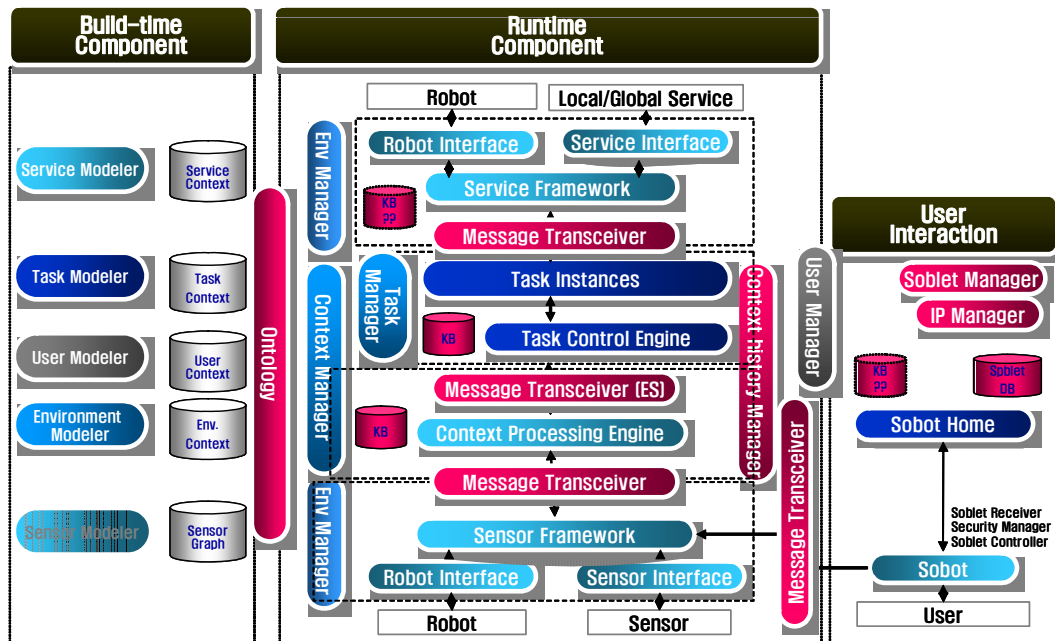 Build-time
Component
Runtime
Component
Robot
Local/Global Service
Env Manager
Robot Interface
Service Interface
Service Modeler
Service
Context
KB
??
Service Framework
Message Transceiver
User
Interaction
Task Modeler
Task
Context
Ontology
Context Manager
Task
Manager
Task Instances
KB
Task Control Engine
Context History Manager
User Manager
Soblet Manager
IP Manager
User Modeler
User
Context
KB
??
Spblet
DB
Environment
Modeler
Env.
Context
Message Transceiver (ES)
KB
Context Processing Engine
Message Transceiver
Sobot Home
Message Transceiver
Sensor Modeler
Sensor
Graph
Env Manager
Sensor Framework
Soblet Receiver
Security Manager
Soblet Controller
Robot Interface
Sensor Interface
Sobot
Robot
Sensor
User